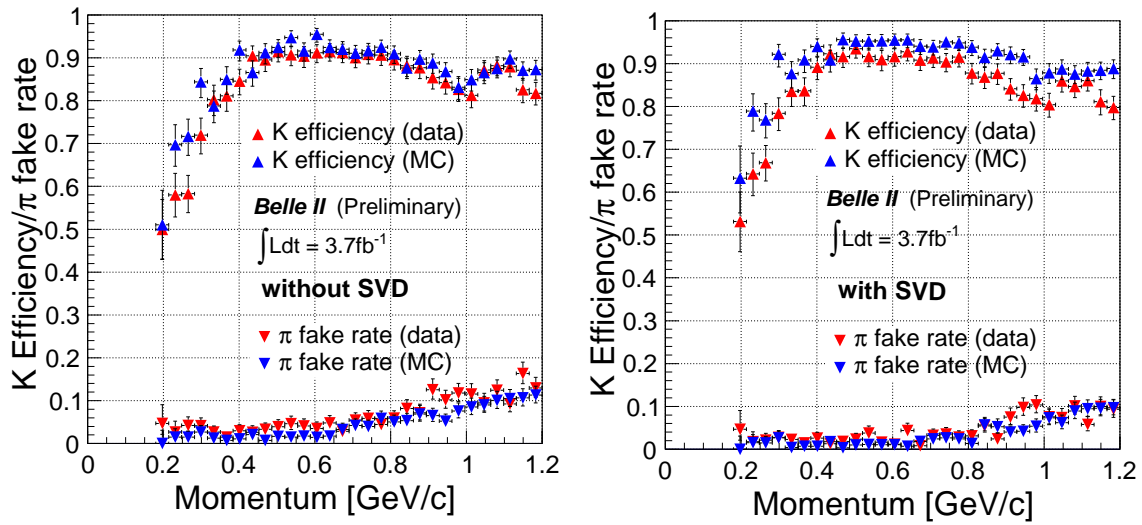 K Efficiency/π fake rate
1
0.9
0.8
0.7
0.6
0.5
0.4
0.3
0.2
0.1
0
K efficiency (data)
K efficiency (MC)
Belle II (Preliminary)
∫Ldt = 3.7fb⁻¹
without SVD
π fake rate (data)
π fake rate (MC)
0 0.2 0.4 0.6 0.8 1 1.2
Momentum [GeV/c]
K Efficiency/π fake rate
1
0.9
0.8
0.7
0.6
0.5
0.4
0.3
0.2
0.1
0
K efficiency (data)
K efficiency (MC)
Belle II (Preliminary)
∫Ldt = 3.7fb⁻¹
with SVD
π fake rate (data)
π fake rate (MC)
0 0.2 0.4 0.6 0.8 1 1.2
Momentum [GeV/c]